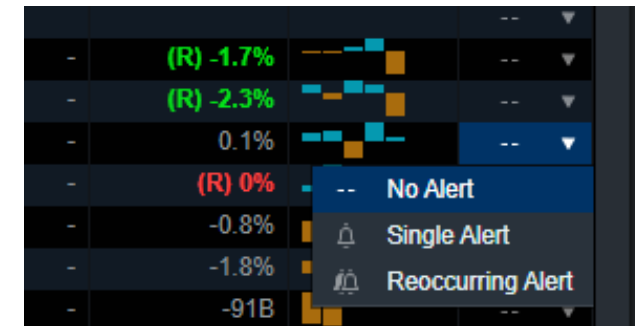 -- ▼
- (R) -1.7% -- ▼
- (R) -2.3% -- ▼
- 0.1% -- ▼
- (R) 0%
-- No Alert
- -0.8%
Single Alert
- -1.8%
Reoccurring Alert
- -91B -- ▼